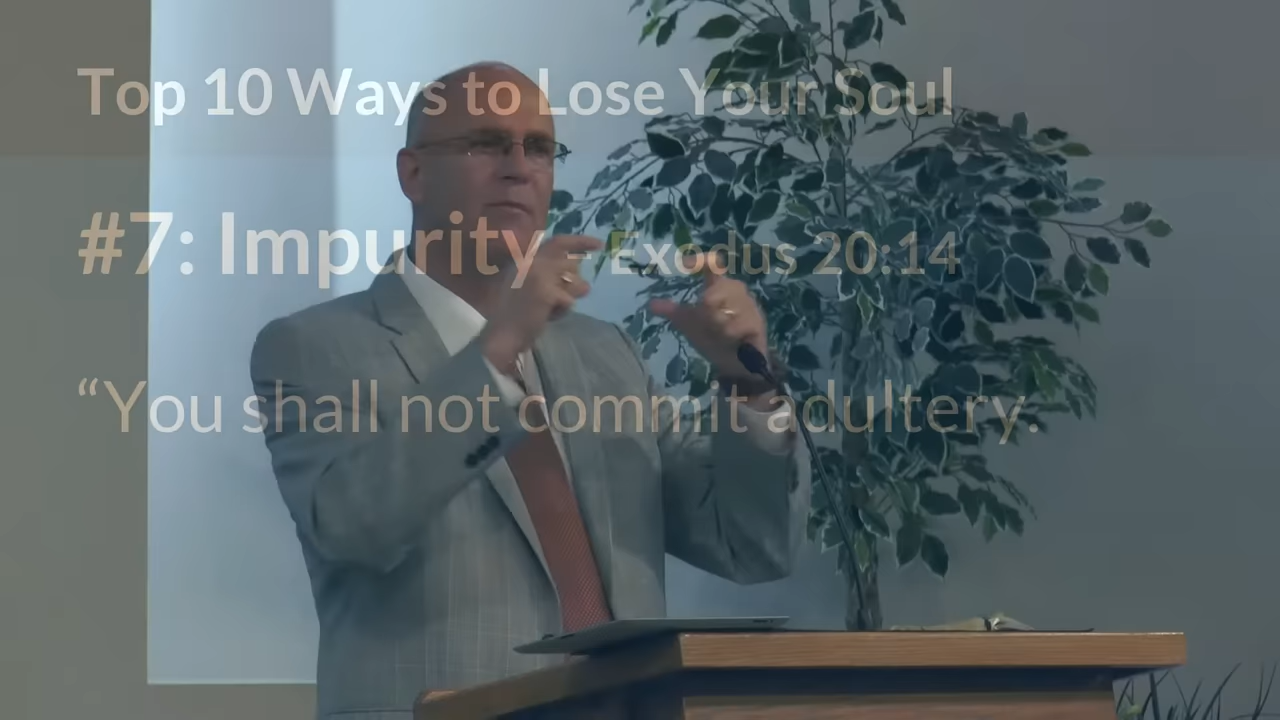 Top 10 Ways to Lose Your Soul
#7: Impurity – Exodus 20:14
“You shall not commit adultery.